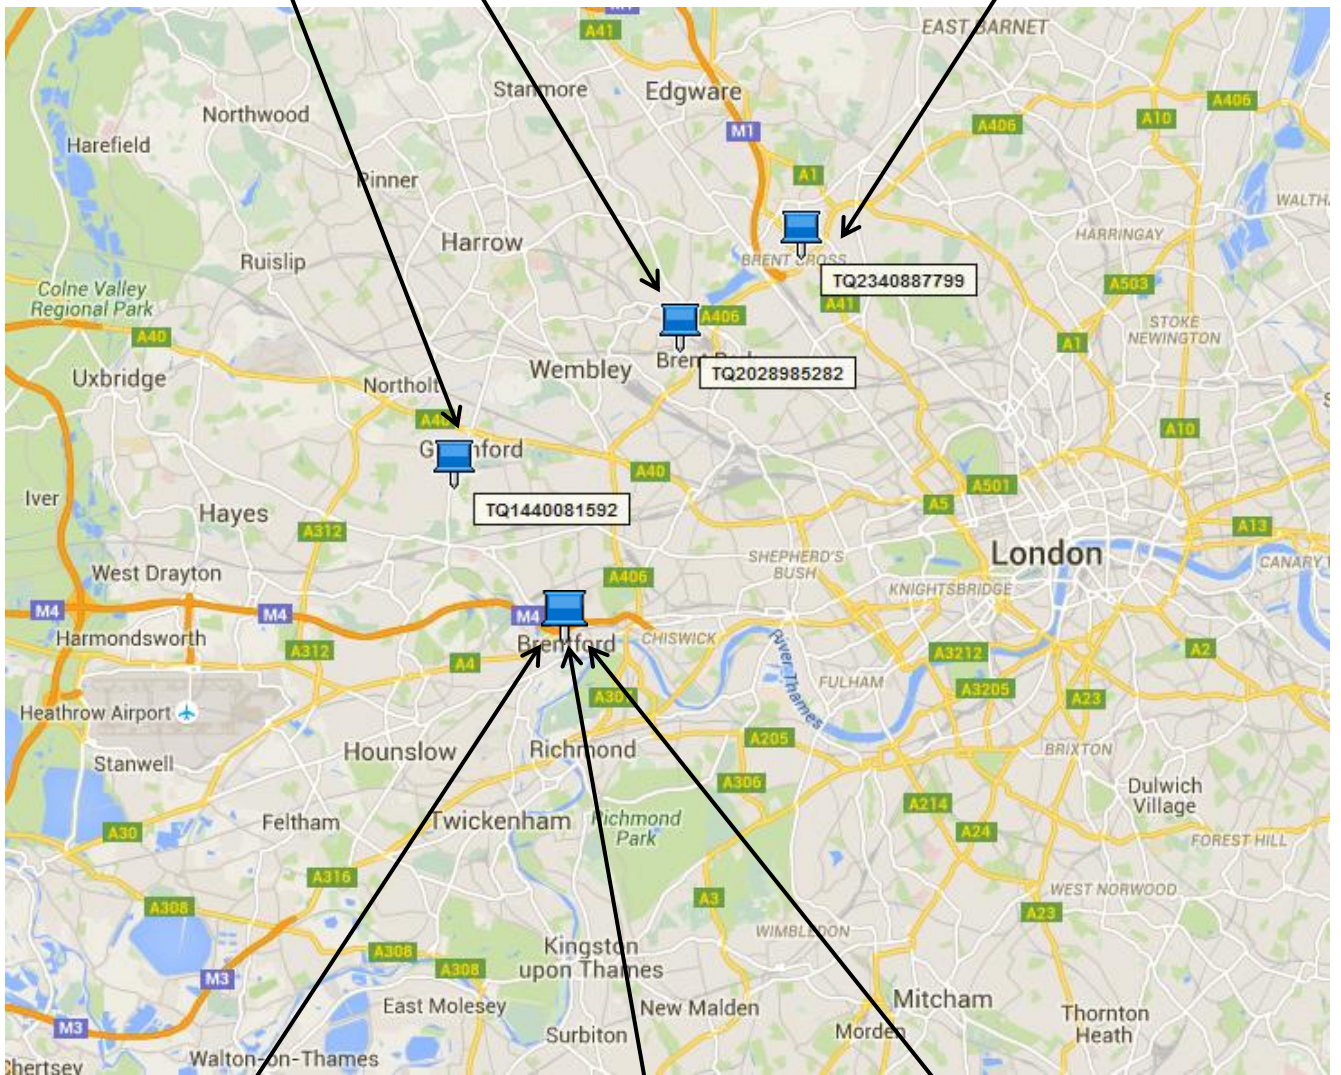 A41
EAST BARNET
Stanmore
Edgware
A406
A10
A406
Northwood
M1
Harefield
A1
Pinner
HARRINGAY
Harrow
BRENT CROSS
Ruislip
TQ2340887799
A503
Colne Valley
Regional Park
A406
A41
STOKE
NEWINGTON
A40
A1
Wembley
TQ2028985282
Uxbridge
Northolt
A10
A40
Iver
A501
A5
Hayes
TQ1440081592
A312
A13
London
SHEPHERD'S
BUSH
CANARY
West Drayton
A406
KNIGHTSBRIDGE
M4
M4
M4
Harmondsworth
Brentford
CHISWICK
A312
A4
A3212
A2
River Thames
FULHAM
A3205
A23
Heathrow Airport
Hounslow
Richmond
A205
BRIXTON
Stanwell
A306
Dulwich
Village
A214
A30
Feltham
Twickenham
Richmond
Park
A24
FOREST HILL
A316
A3
WEST NORWOOD
A308
A23
WIMBLEDON
Kingston
upon Thames
A308
A308
M3
East Molesey
New Malden
Mitcham
Thornton
Heath
M3
Surbiton
Morden
Walton-on-Thames
Chertsey